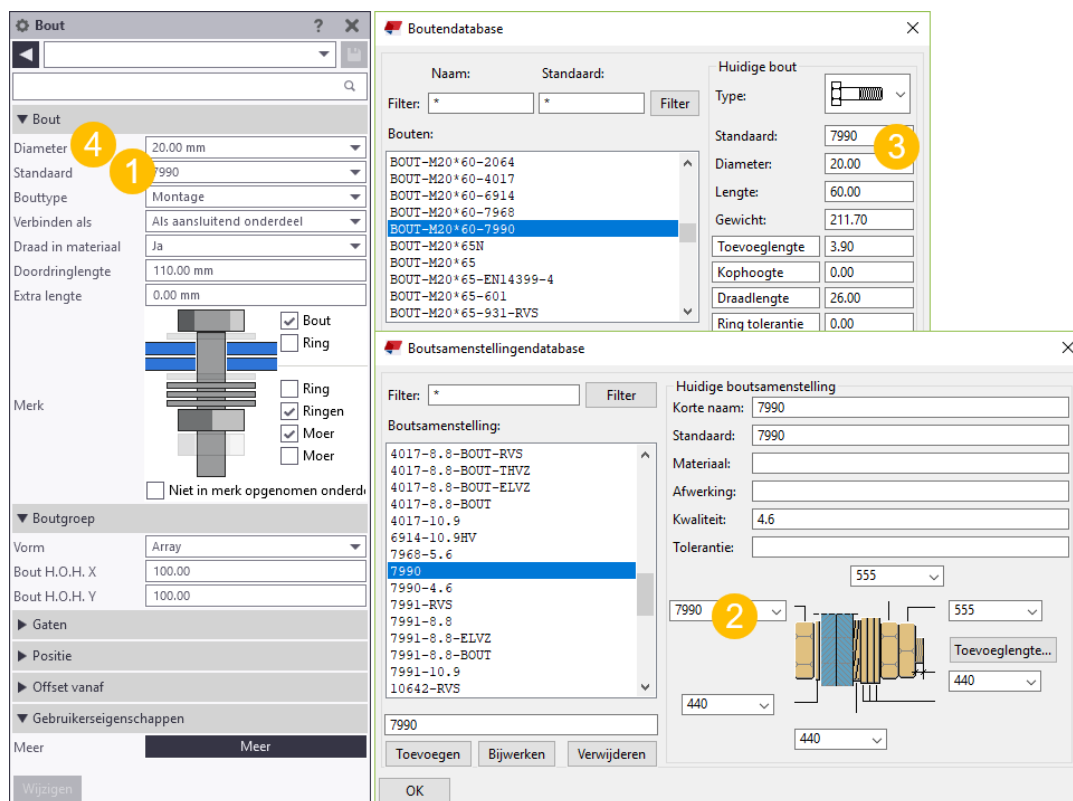 Bout ?
Bout
Diameter 4 20.00 mm
Standaard 1 7990
Bouttype Montage
Verbinden als Als aansluitend onderdeel
Draad in materiaal Ja
Doordringlengte 110.00 mm
Extra lengte 0.00 mm
Bout
Ring
Merk
Ring
Ringen
Moer
Moer
Niet in merk opgenomen onderd
Boutgroep
Vorm Array
Bout H.O.H. X 100.00
Bout H.O.H. Y 100.00
Gaten
Positie
Offset vanaf
Gebruikerseigenschappen
Meer Meer
Wijzigen
Boutendatabase
Naam: Standaard:
Filter: * * Filter
Bouten:
BOUT-M20*60-2064
BOUT-M20*60-4017
BOUT-M20*60-6914
BOUT-M20*60-7968
BOUT-M20*60-7990
BOUT-M20*65N
BOUT-M20*65
BOUT-M20*65-EN14399-4
BOUT-M20*65-601
BOUT-M20*65-931-RVS
Huidige bout
Type:
Standaard: 7990 3
Diameter: 20.00
Lengte: 60.00
Gewicht: 211.70
Toevoeglengte 3.90
Kophoogte 0.00
Draadlengte 26.00
Ring tolerantie 0.00
Boutsamenstellingendatabase
Filter: * Filter
Boutsamenstelling:
4017-8.8-BOUT-RVS
4017-8.8-BOUT-THVZ
4017-8.8-BOUT-ELVZ
4017-8.8-BOUT
4017-10.9
6914-10.9HV
7968-5.6
7990
7990-4.6
7991-RVS
7991-8.8
7991-8.8-ELVZ
7991-8.8-BOUT
7991-10.9
10642-RVS
7990
Toevoegen Bijwerken Verwijderen
OK
Huidige boutsamenstelling
Korte naam: 7990
Standaard: 7990
Materiaal:
Afwerking:
Kwaliteit: 4.6
Tolerantie:
555
7990 2 555
Toevoeglengte...
440
440
440